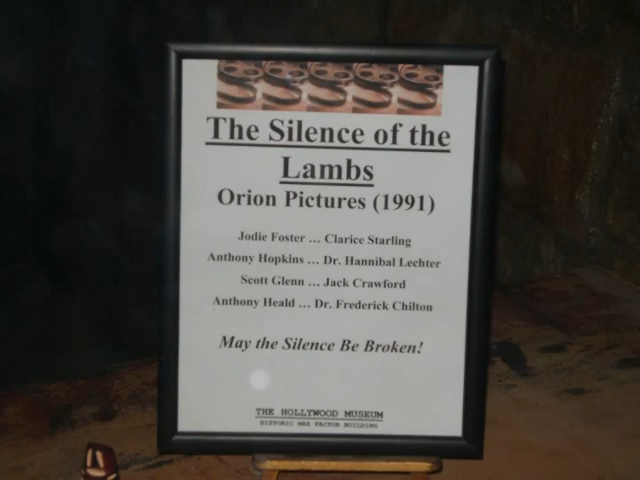 The Silence of the
Lambs
Orion Pictures (1991)
Jodie Foster ... Clarice Starling
Anthony Hopkins ... Dr. Hannibal Lechter
Scott Glenn ... Jack Crawford
Anthony Heald ... Dr. Frederick Chilton
May the Silence Be Broken!
THE HOLLYWOOD MUSEUM
HISTORIC MAX FACTOR BUILDING